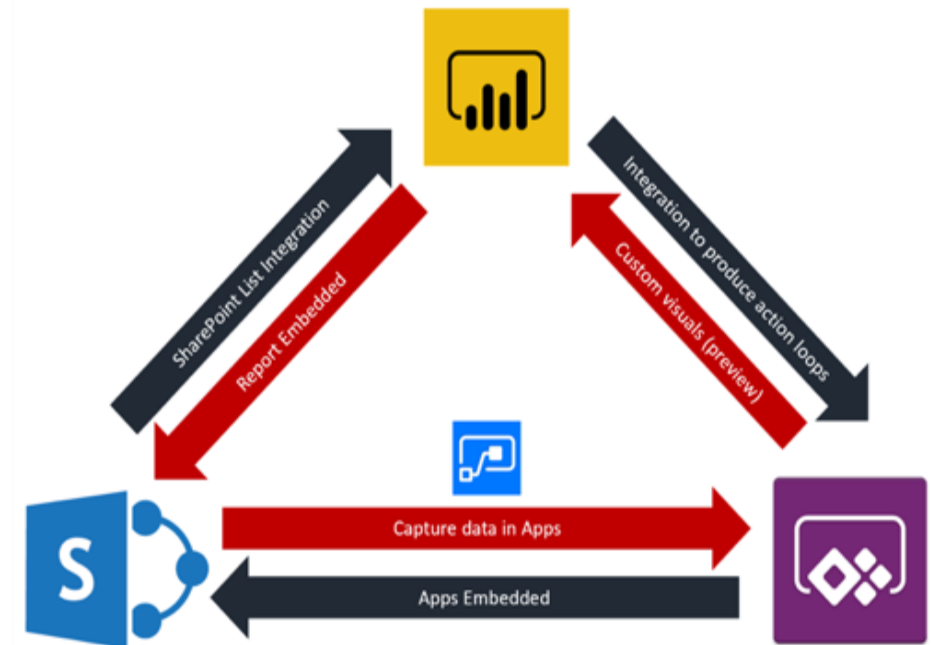 SharePoint List Integration
Report Embedded
Integration to produce action loops
Custom visuals (preview)
Capture data in Apps
Apps Embedded
S